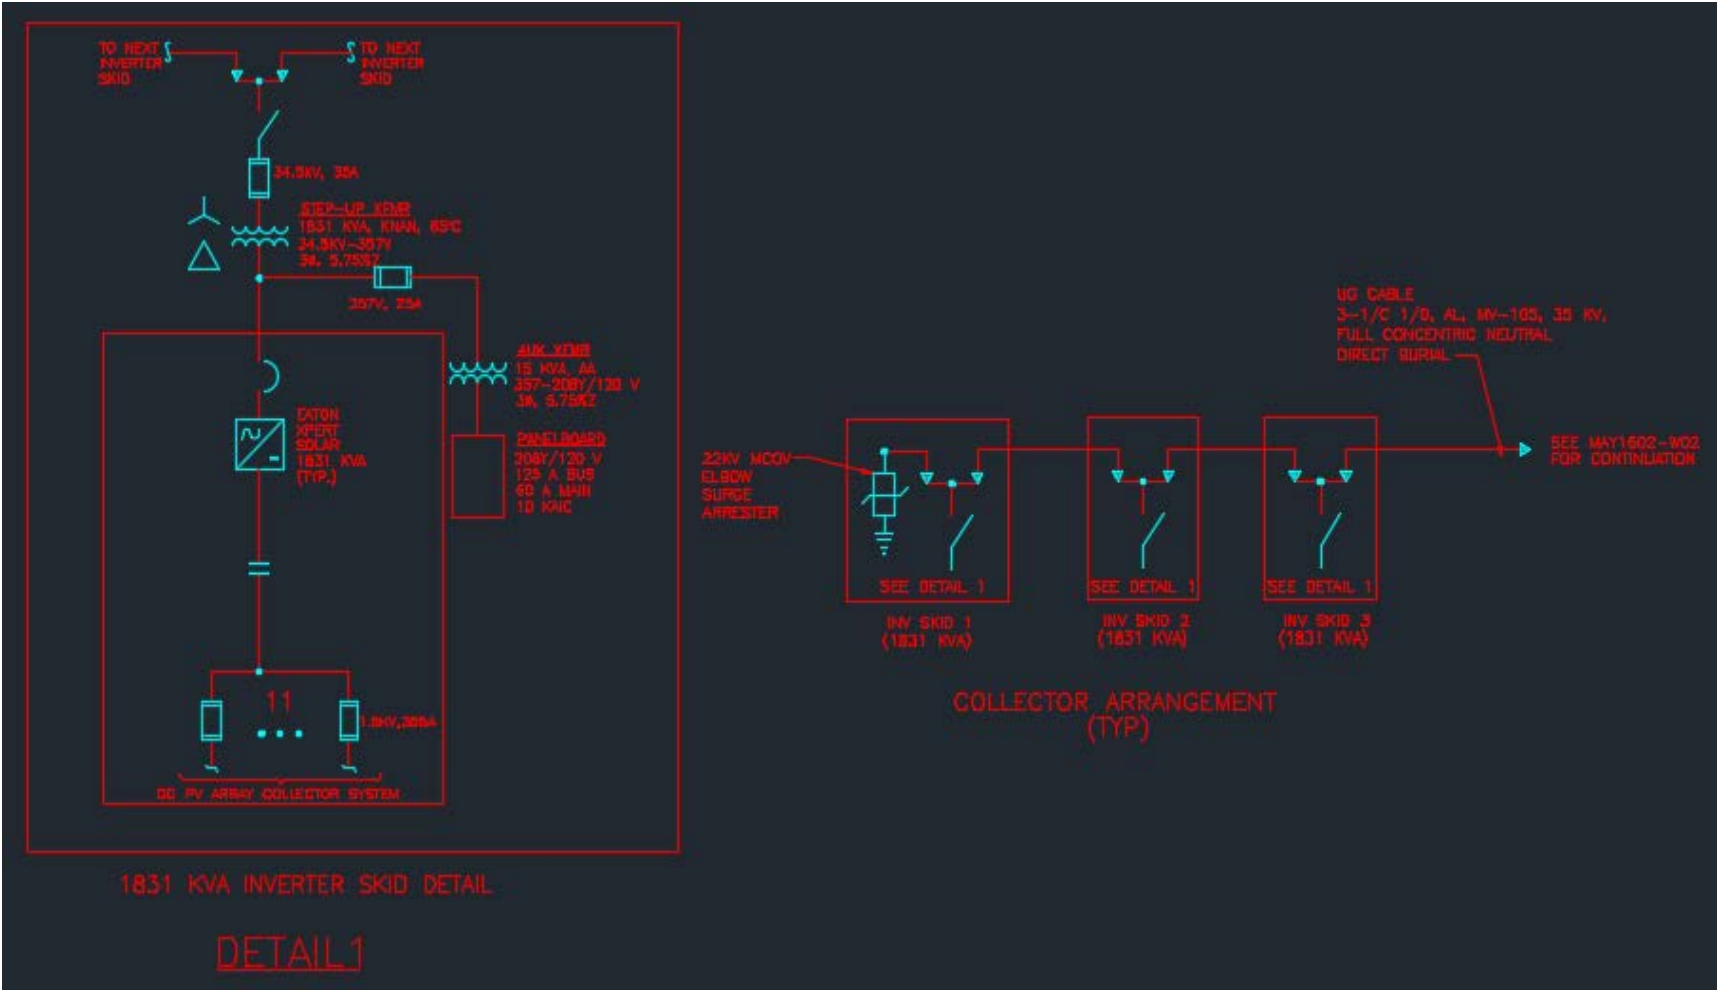 TO NEXT
INVERTER
SKID
TO NEXT
INVERTER
SKID
34.5KV, 35A
STEP-UP XFMR
1831 KVA, KNAN, 65°C
34.5KV-357V
3Ø, 5.75%Z
357V, 25A
AUX XFMR
15 KVA, AA
357-208Y/120 V
3Ø, 5.75%Z
EATON
XPERT
SOLAR
1831 KVA
(TYP.)
PANELBOARD
208Y/120 V
125 A BUS
60 A MAIN
10 KAIC
11
DC PV ARRAY COLLECTOR SYSTEM
1831 KVA INVERTER SKID DETAIL
DETAIL 1
UG CABLE
3-1/C 1/0, AL, MV-105, 35 KV,
FULL CONCENTRIC NEUTRAL
DIRECT BURIAL
22KV MCOV
ELBOW
SURGE
ARRESTER
SEE MAY1602-W02
FOR CONTINUATION
SEE DETAIL 1
SEE DETAIL 1
SEE DETAIL 1
INV SKID 1
(1831 KVA)
INV SKID 2
(1831 KVA)
INV SKID 3
(1831 KVA)
COLLECTOR ARRANGEMENT
(TYP)